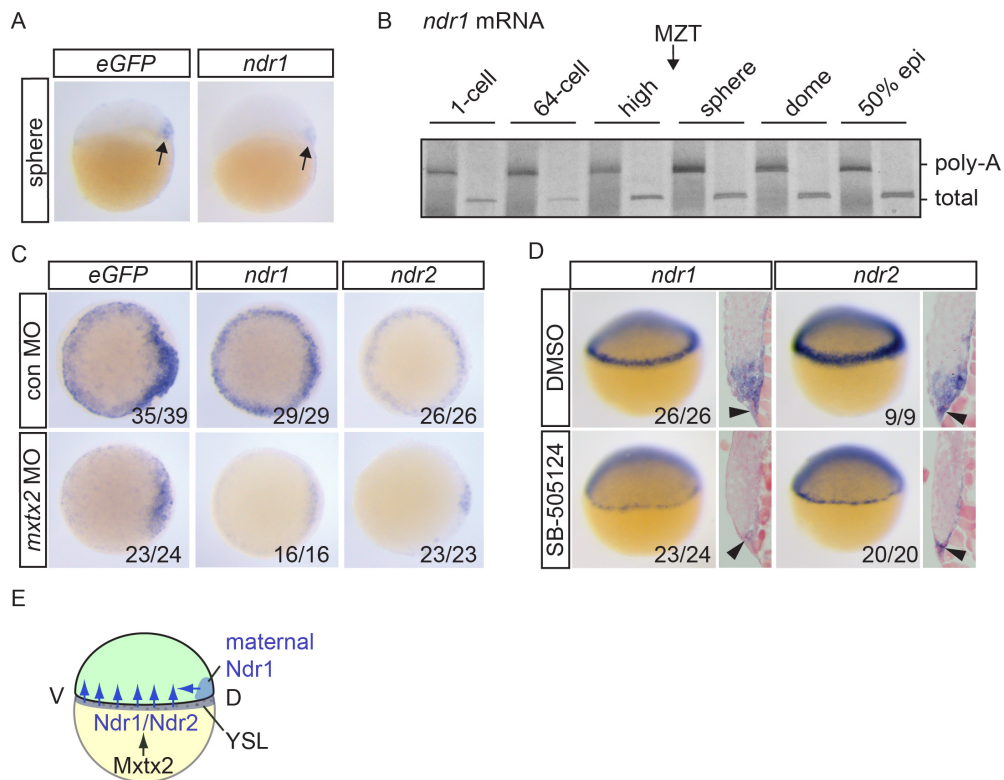 A
eGFP
ndr1
sphere
B
ndr1 mRNA
MZT
1-cell
64-cell
high
sphere
dome
50% epi
poly-A
total
C
eGFP
ndr1
ndr2
con MO
35/39
29/29
26/26
mxtx2 MO
23/24
16/16
23/23
D
ndr1
ndr2
DMSO
26/26
9/9
SB-505124
23/24
20/20
E
maternal
Ndr1
V
D
Ndr1/Ndr2
YSL
Mxtx2